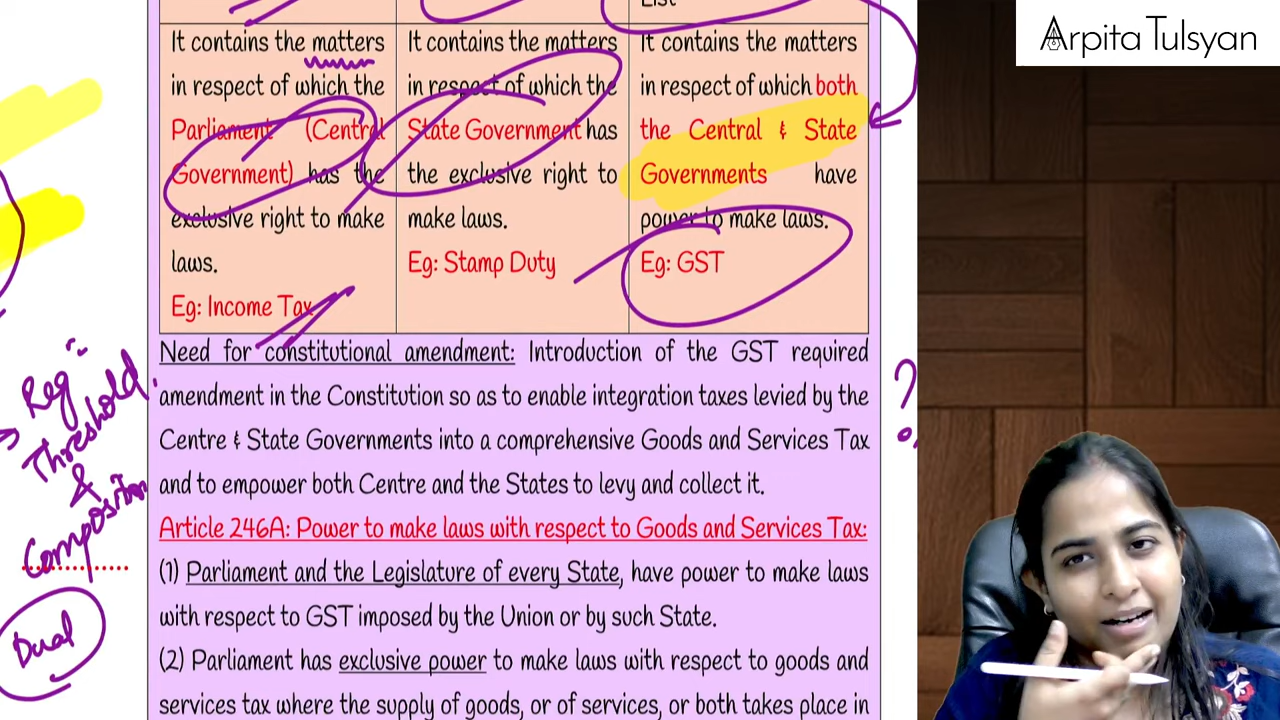 Arpita Tulsyan
List
It contains the matters
in respect of which the
Parliament (Central
Government) has the
exclusive right to make
laws.
Eg: Income Tax
It contains the matters
in respect of which the
State Government has
the exclusive right to
make laws.
Eg: Stamp Duty
It contains the matters
in respect of which both
the Central & State
Governments have
power to make laws.
Eg: GST
Need for constitutional amendment: Introduction of the GST required
amendment in the Constitution so as to enable integration taxes levied by the
Centre & State Governments into a comprehensive Goods and Services Tax
and to empower both Centre and the States to levy and collect it.
Article 246A: Power to make laws with respect to Goods and Services Tax:
(1) Parliament and the Legislature of every State, have power to make laws
with respect to GST imposed by the Union or by such State.
(2) Parliament has exclusive power to make laws with respect to goods and
services tax where the supply of goods, or of services, or both takes place in
Reg
Threshold
&
Composition
Dual
?